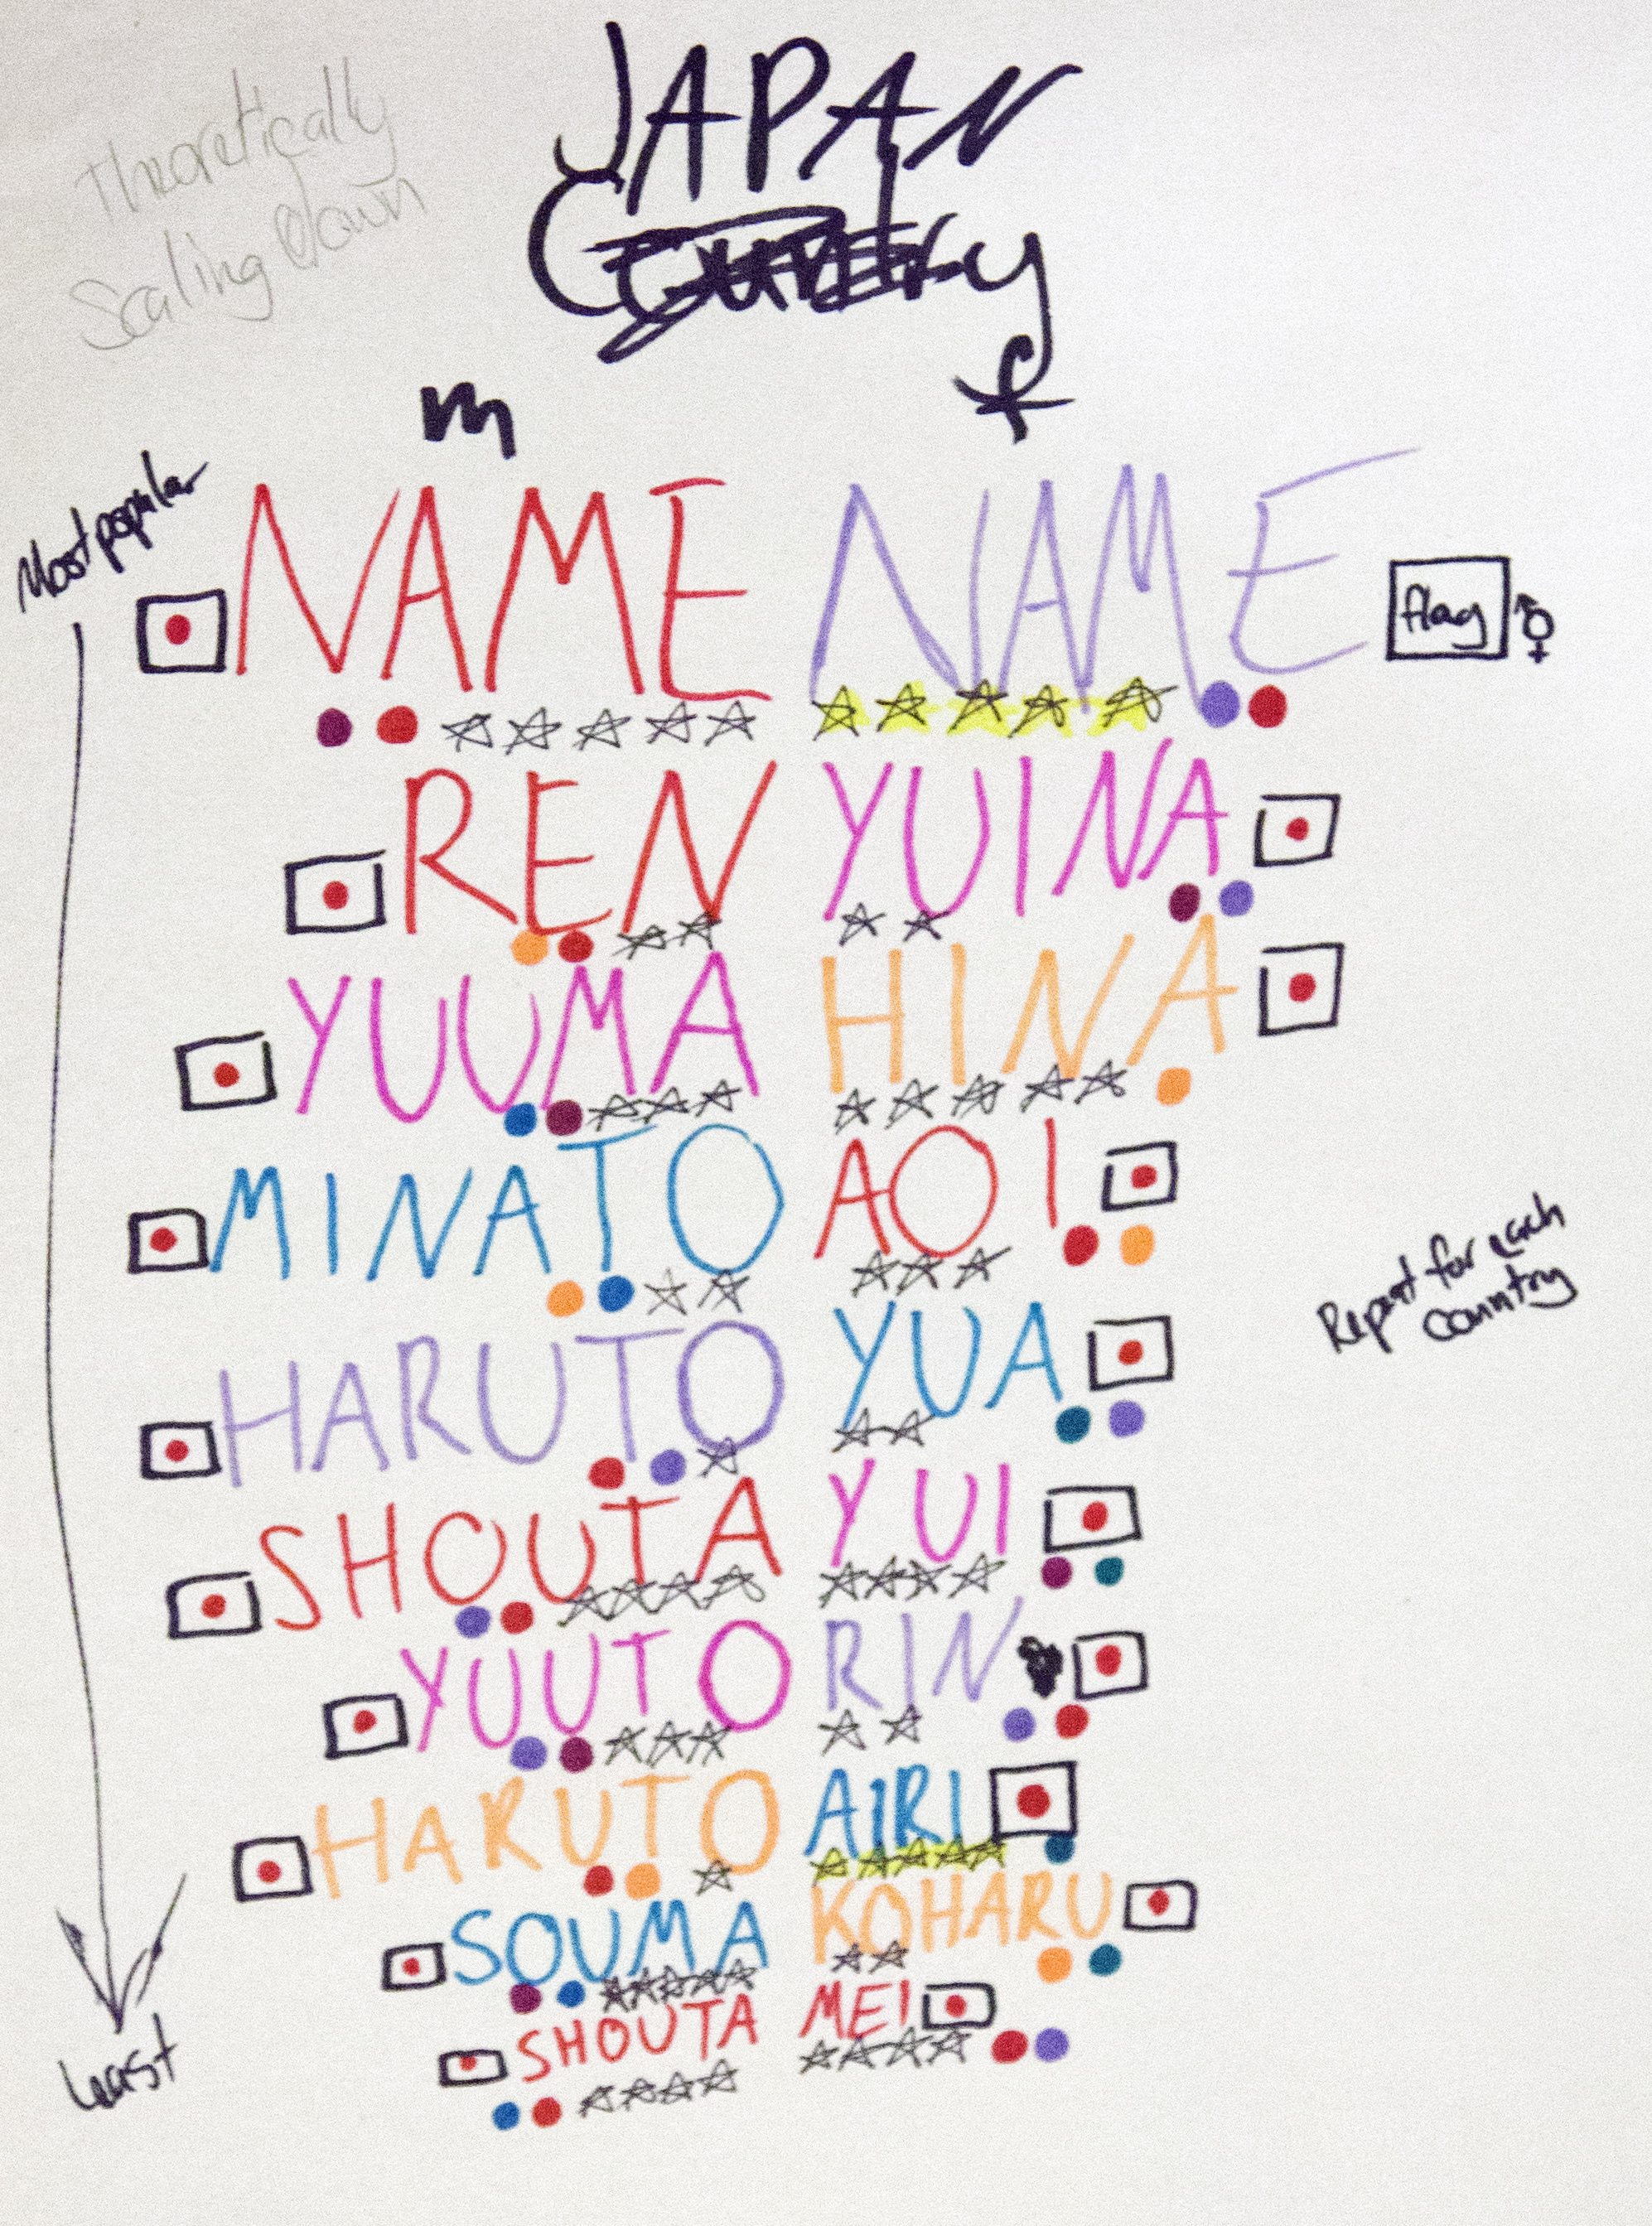 Theoretically
Scaling down
JAPAN
Country
m f
Most popular
NAME NAME
flag
REN YUINA
YUUMA HINA
MINATO AOI
Repeat for each
country
HARUTO YUA
SHOUTA YUI
YUUTO RIN
HARUTO AIRI
SOUMA KOHARU
SHOUTA MEI
Least